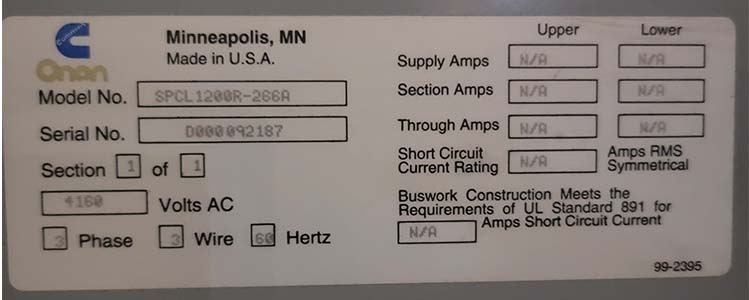 Cummins
Onan
Minneapolis, MN
Made in U.S.A.
Model No. SPCL1200R-266A
Serial No. D000092187
Section 1 of 1
4160 Volts AC
3 Phase 3 Wire 60 Hertz
Upper Lower
Supply Amps N/A N/A
Section Amps N/A N/A
Through Amps N/A N/A
Short Circuit
Current Rating N/A Amps RMS
Symmetrical
Buswork Construction Meets the
Requirements of UL Standard 891 for
N/A Amps Short Circuit Current
99-2395